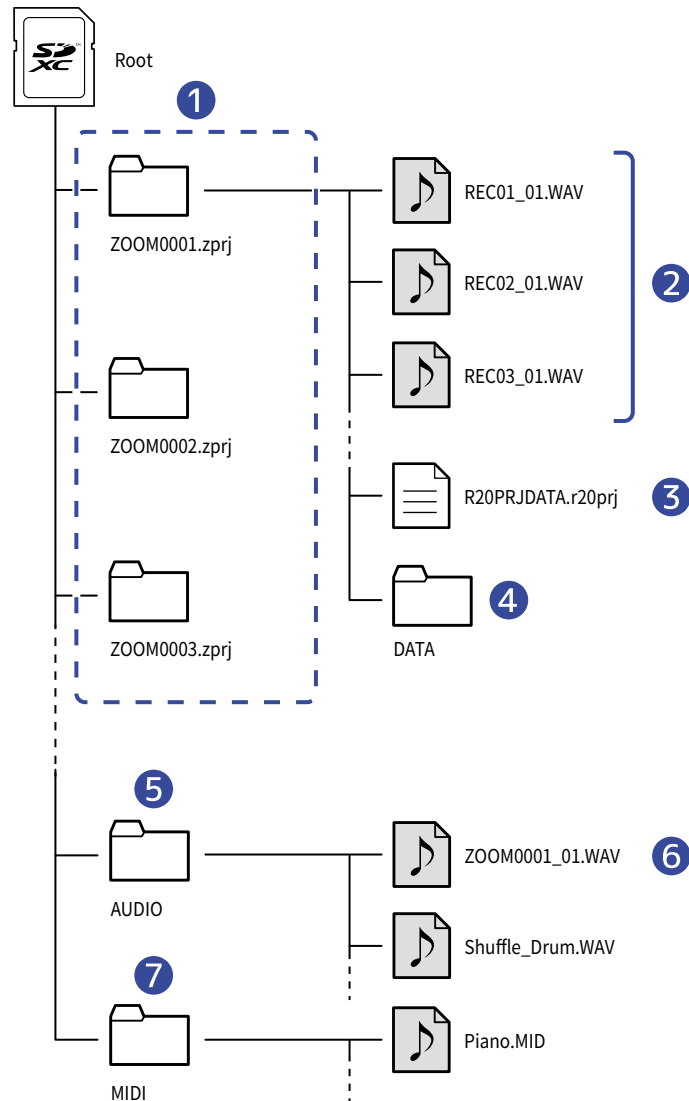 SD XC™
Root
1
ZOOM0001.zprj
REC01_01.WAV
REC02_01.WAV
2
REC03_01.WAV
ZOOM0002.zprj
R20PRJDATA.r20prj
3
ZOOM0003.zprj
4
DATA
5
AUDIO
ZOOM0001_01.WAV
6
Shuffle_Drum.WAV
7
MIDI
Piano.MID